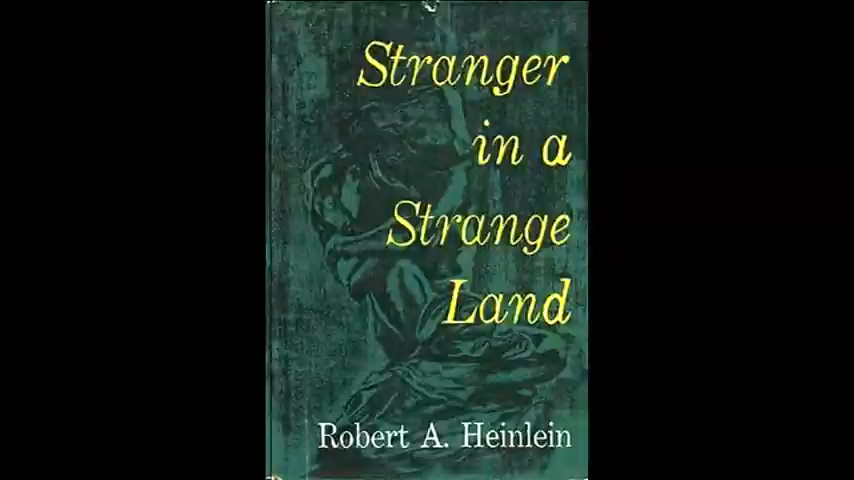 Stranger
in a
Strange
Land
Robert A. Heinlein